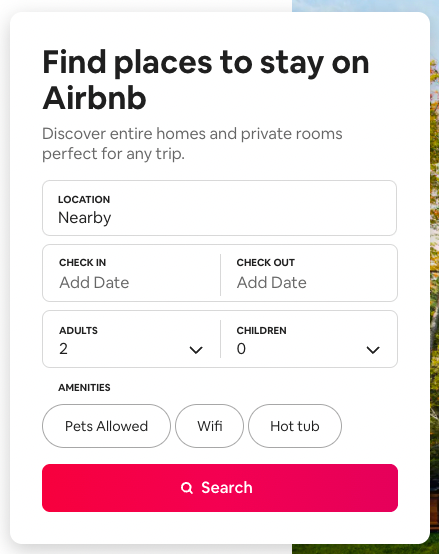 Find places to stay on
Airbnb
Discover entire homes and private rooms
perfect for any trip.
LOCATION
Nearby
CHECK IN
CHECK OUT
Add Date
Add Date
ADULTS
CHILDREN
2
0
AMENITIES
Pets Allowed
Wifi
Hot tub
Search